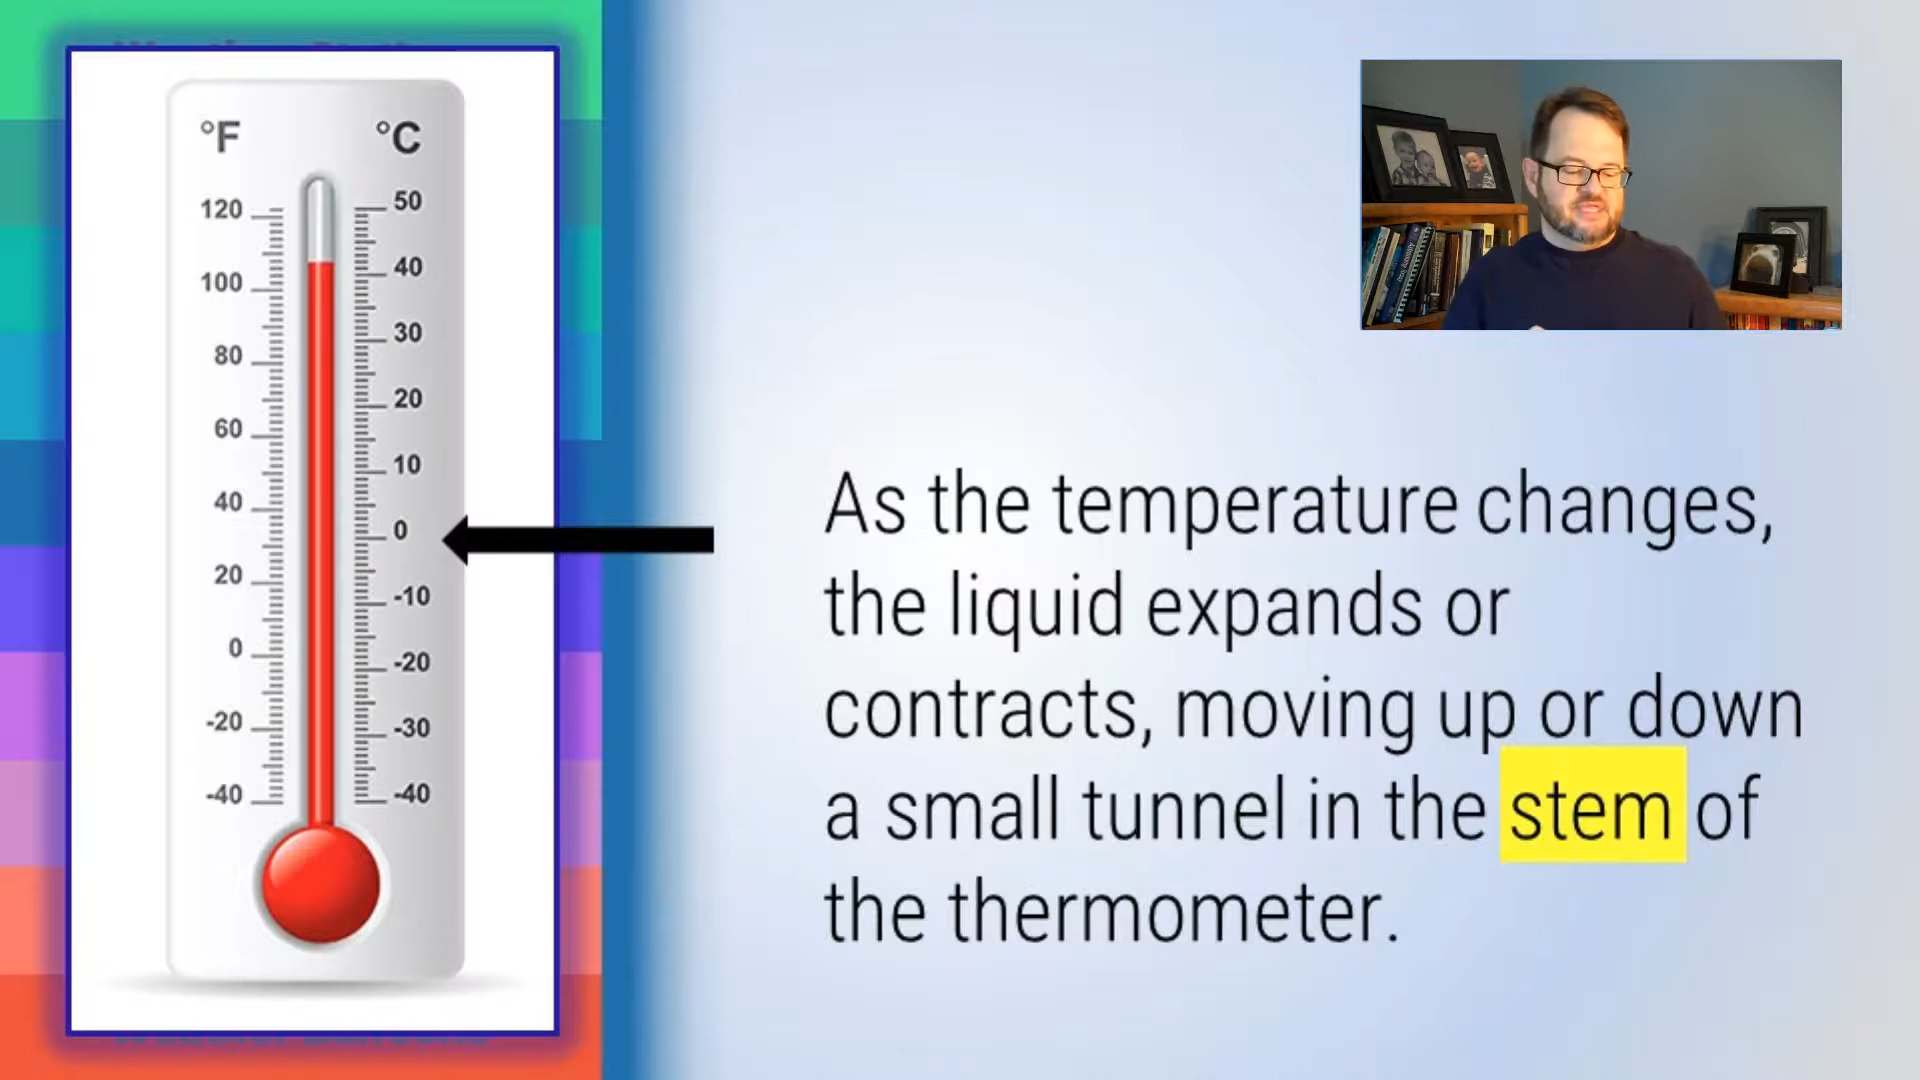 °F °C
120 50
100 40
80 30
60 20
40 10
20 0
0 -10
-20 -20
-40 -30
-40
As the temperature changes,
the liquid expands or
contracts, moving up or down
a small tunnel in the stem of
the thermometer.